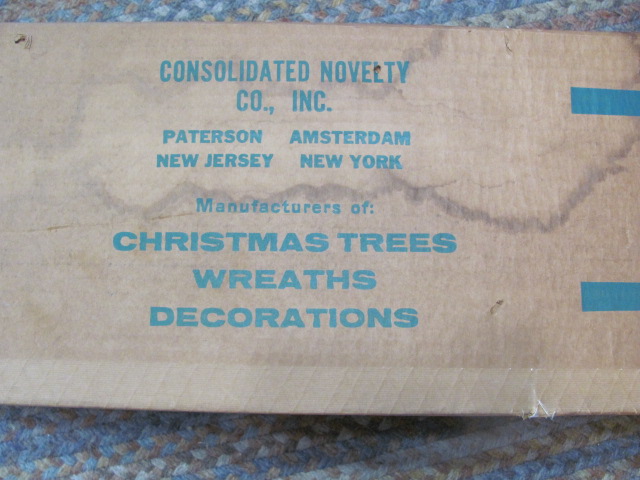 CONSOLIDATED NOVELTY
CO., INC.
PATERSON AMSTERDAM
NEW JERSEY NEW YORK
Manufacturers of:
CHRISTMAS TREES
WREATHS
DECORATIONS